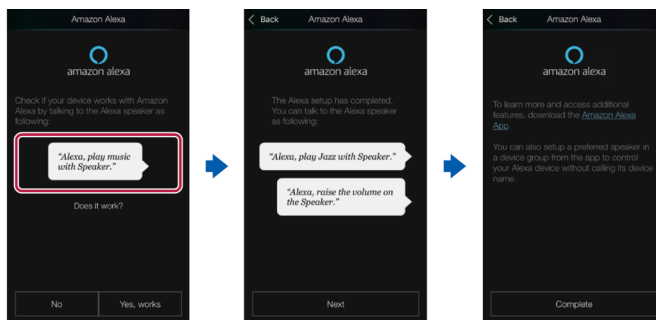 Amazon Alexa
amazon alexa
Check if your device works with Amazon
Alexa by talking to the Alexa speaker as
following:
"Alexa, play music
with Speaker."
Does it work?
No
Yes, works
Back
Amazon Alexa
amazon alexa
The Alexa setup has completed.
You can talk to the Alexa speaker
as following:
"Alexa, play Jazz with Speaker."
"Alexa, raise the volume on
the Speaker."
Next
Back
Amazon Alexa
amazon alexa
To learn more and access additional
features, download the Amazon Alexa
App.
You can also setup a preferred speaker in
a device group from the app to control
your Alexa device without calling its device
name.
Complete